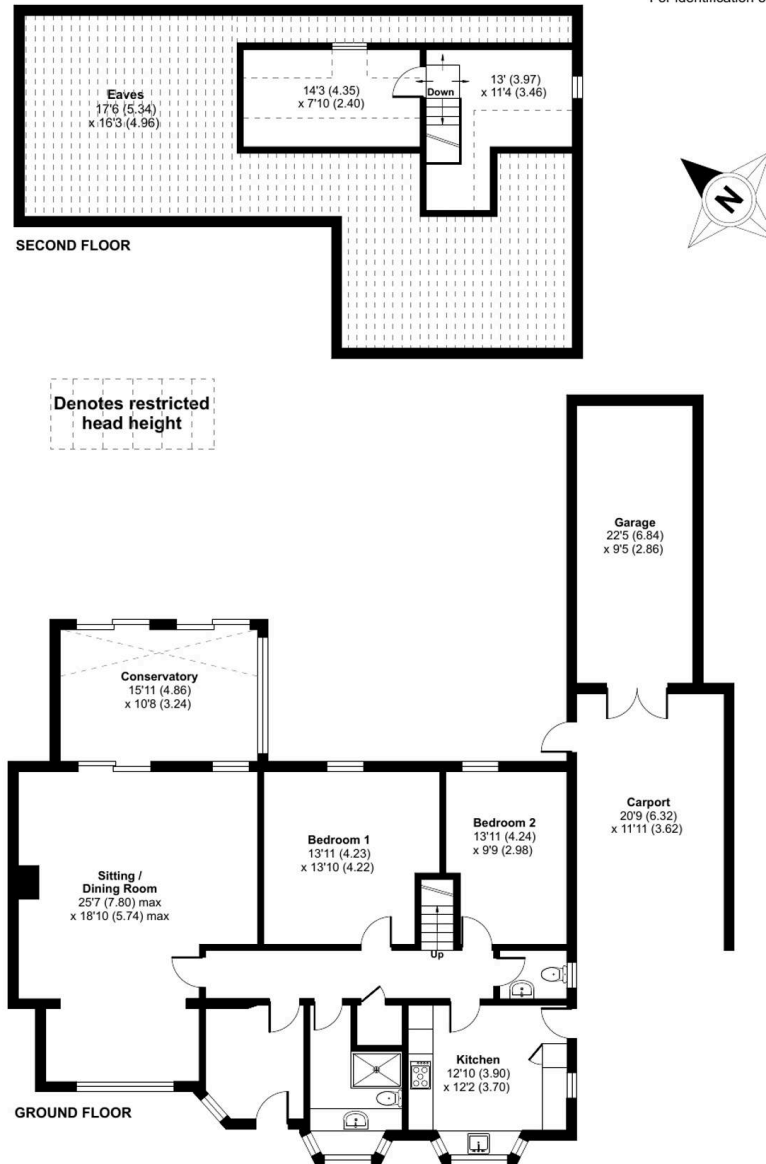 For identification o
Eaves
17'6 (5.34)
x 16'3 (4.96)
14'3 (4.35)
x 7'10 (2.40)
Down
13' (3.97)
x 11'4 (3.46)
N
SECOND FLOOR
Denotes restricted
head height
Garage
22'5 (6.84)
x 9'5 (2.86)
Conservatory
15'11 (4.86)
x 10'8 (3.24)
Carport
20'9 (6.32)
x 11'11 (3.62)
Bedroom 1
13'11 (4.23)
x 13'10 (4.22)
Bedroom 2
13'11 (4.24)
x 9'9 (2.98)
Sitting /
Dining Room
25'7 (7.80) max
x 18'10 (5.74) max
Up
Kitchen
12'10 (3.90)
x 12'2 (3.70)
GROUND FLOOR